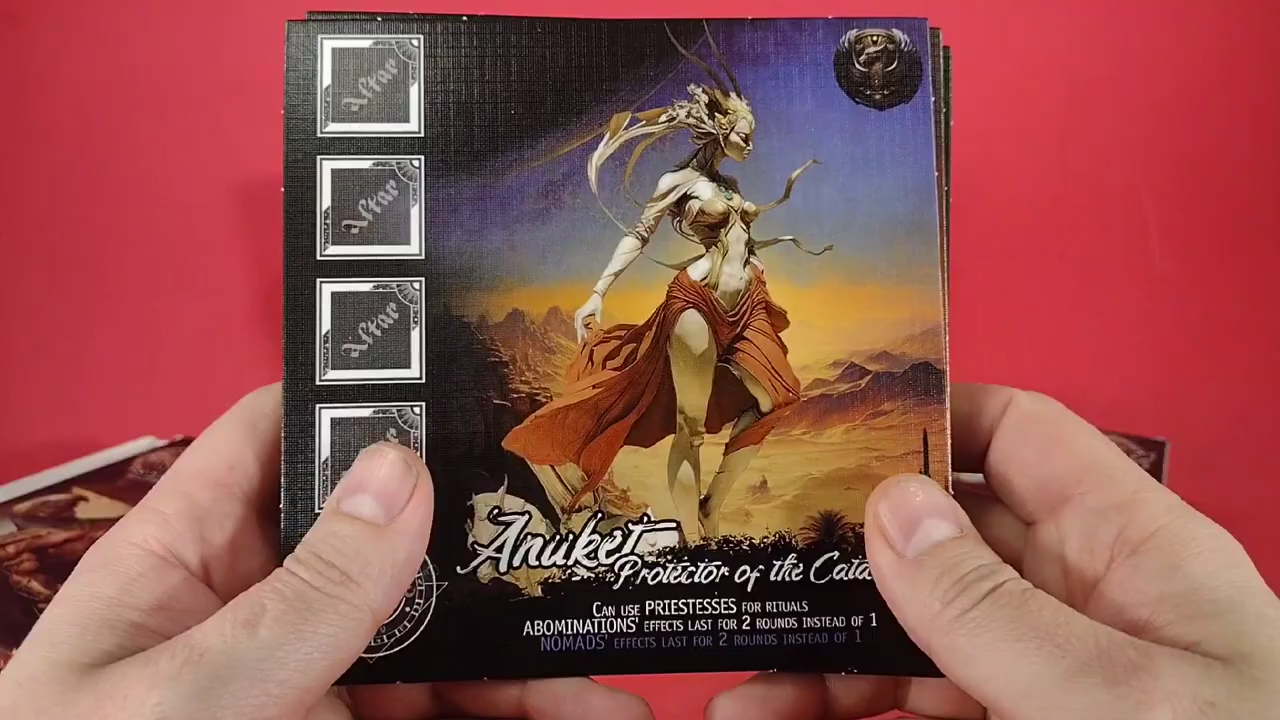 Altar
Altar
Altar
Anuket
Protector of the
Can use PRIESTESSES for rituals
ABOMINATIONS' effects last for 2 rounds instead of 1
NOMADS' effects last for 2 rounds instead of 1